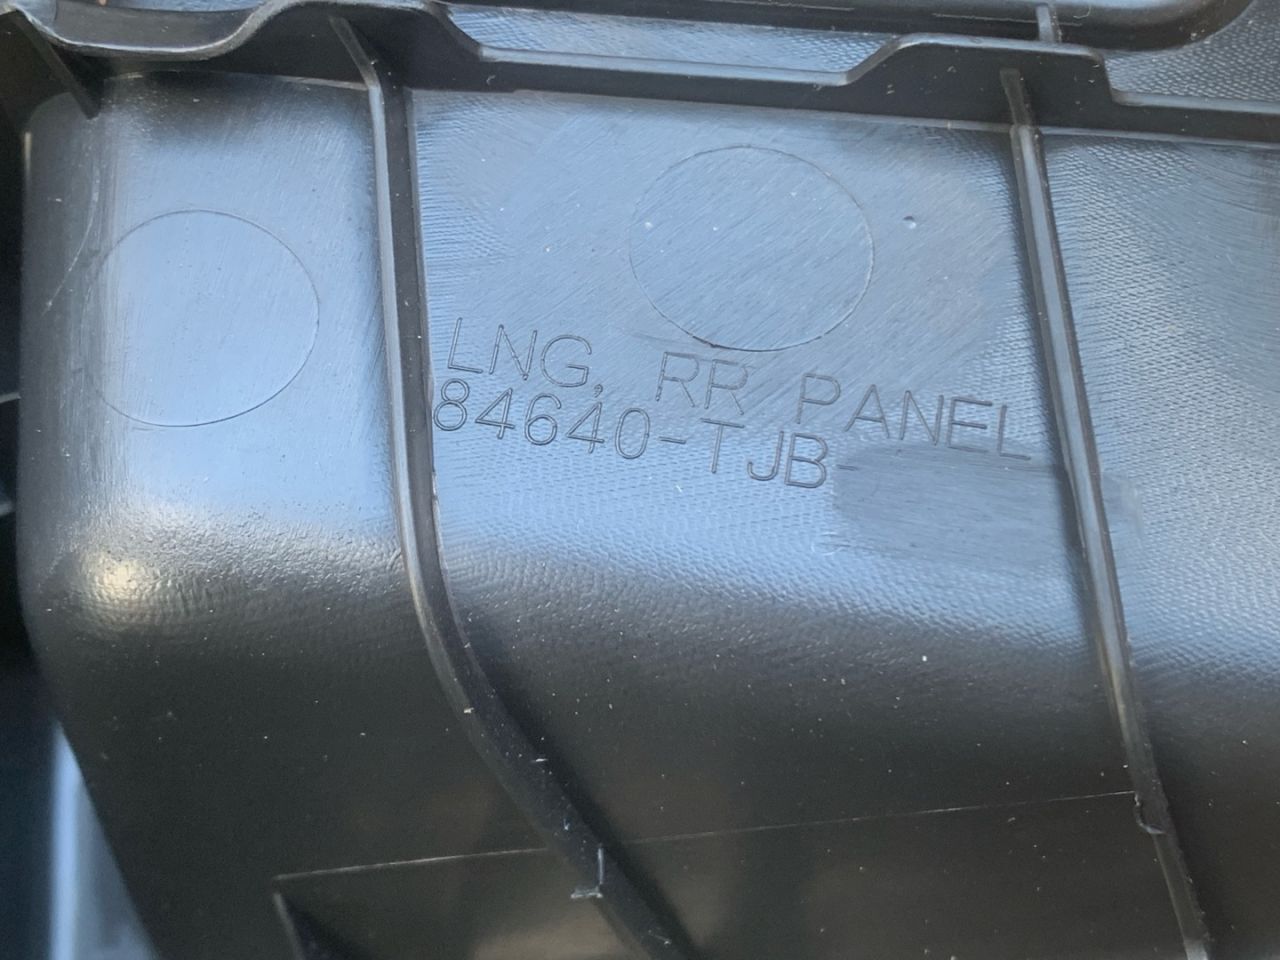 LNG, RR PANEL
84640-TJB-